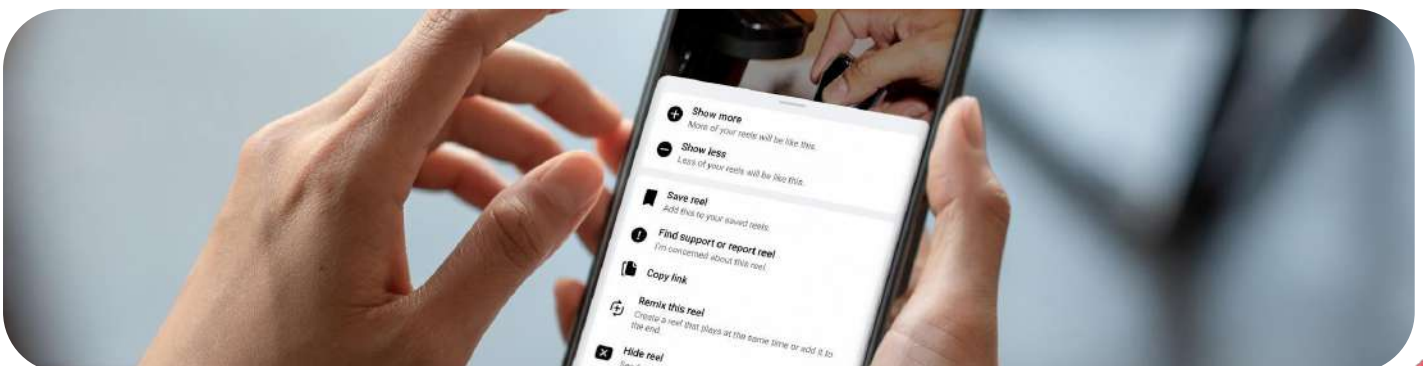 Show more
More of your reels will be like this.
Show less
Less of your reels will be like this.
Save reel
Add this to your saved reels.
Find support or report reel
I'm concerned about this reel.
Copy link
Remix this reel
Create a reel that plays at the same time or add it to
the end.
Hide reel